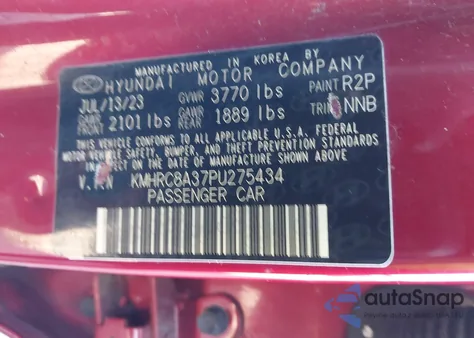 MANUFACTURED IN KOREA BY
HYUNDAI MOTOR COMPANY
JUL/13/23 GVWR 3770 lbs PAINT R2P
GAWR FRONT 2101 lbs GAWR REAR 1889 lbs TRIM NNB
THIS VEHICLE CONFORMS TO ALL APPLICABLE U.S.A. FEDERAL
MOTOR VEHICLE SAFETY, BUMPER, AND THEFT PREVENTION
STANDARDS IN EFFECT ON THE DATE OF MANUFACTURE SHOWN ABOVE.
V.I.N KMHRC8A37PU275434
PASSENGER CAR
autoSnap